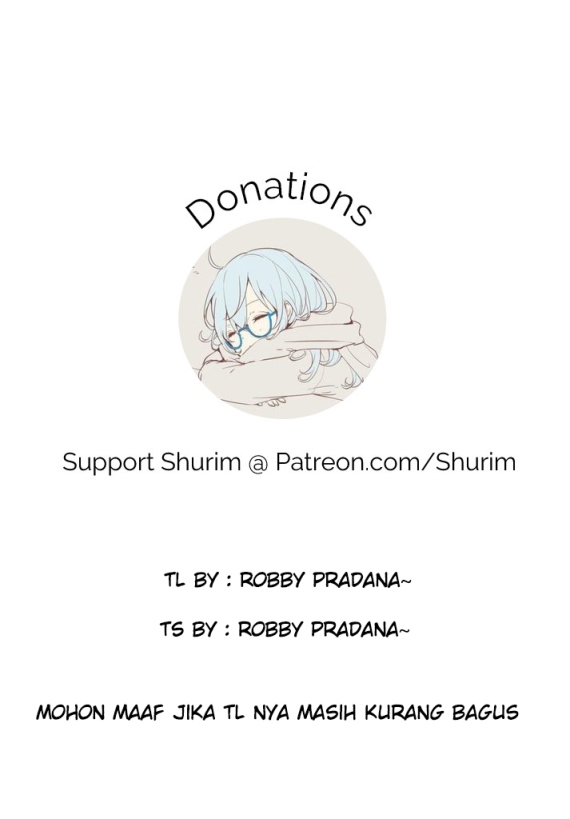 Donations
Support Shurim @ Patreon.com/Shurim
TL BY : ROBBY PRADANA~
TS BY : ROBBY PRADANA~
MOHON MAAF JIKA TL NYA MASIH KURANG BAGUS